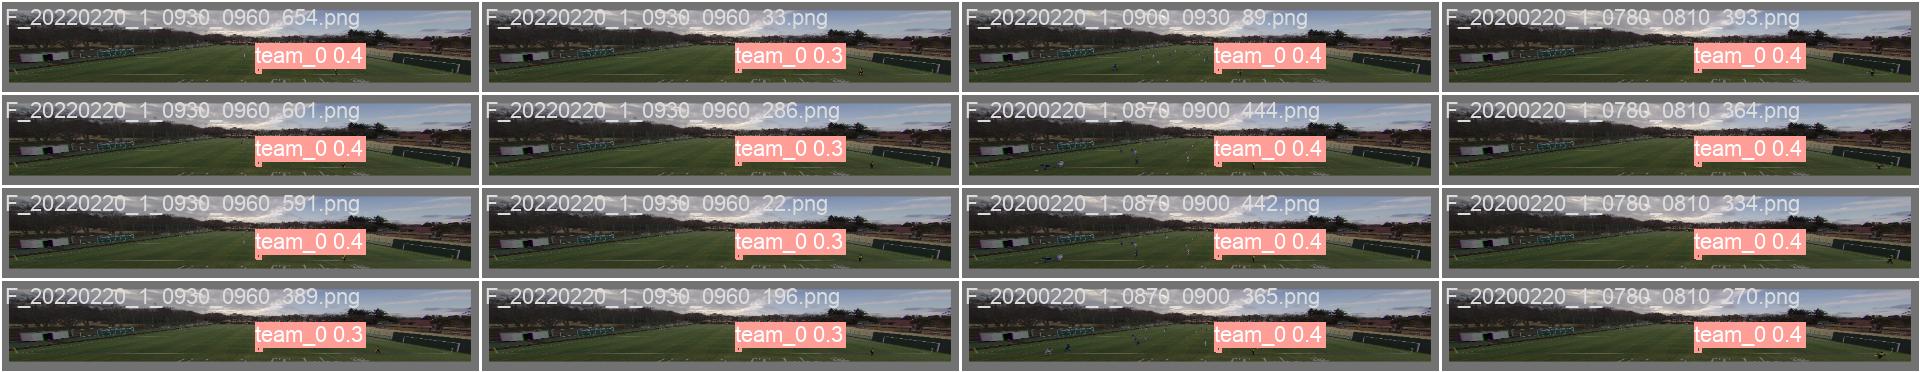 F_20220220_1_0930_0960_654.png
team_0 0.4
F_20220220_1_0930_0960_33.png
team_0 0.3
F_20220220_1_0900_0930_89.png
team_0 0.4
F_20200220_1_0780_0810_393.png
team_0 0.4
F_20220220_1_0930_0960_601.png
team_0 0.4
F_20220220_1_0930_0960_286.png
team_0 0.3
F_20200220_1_0870_0900_444.png
team_0 0.4
F_20200220_1_0780_0810_364.png
team_0 0.4
F_20220220_1_0930_0960_591.png
team_0 0.4
F_20220220_1_0930_0960_22.png
team_0 0.3
F_20200220_1_0870_0900_442.png
team_0 0.4
F_20200220_1_0780_0810_334.png
team_0 0.4
F_20220220_1_0930_0960_389.png
team_0 0.3
F_20220220_1_0930_0960_196.png
team_0 0.3
F_20200220_1_0870_0900_365.png
team_0 0.4
F_20200220_1_0780_0810_270.png
team_0 0.4